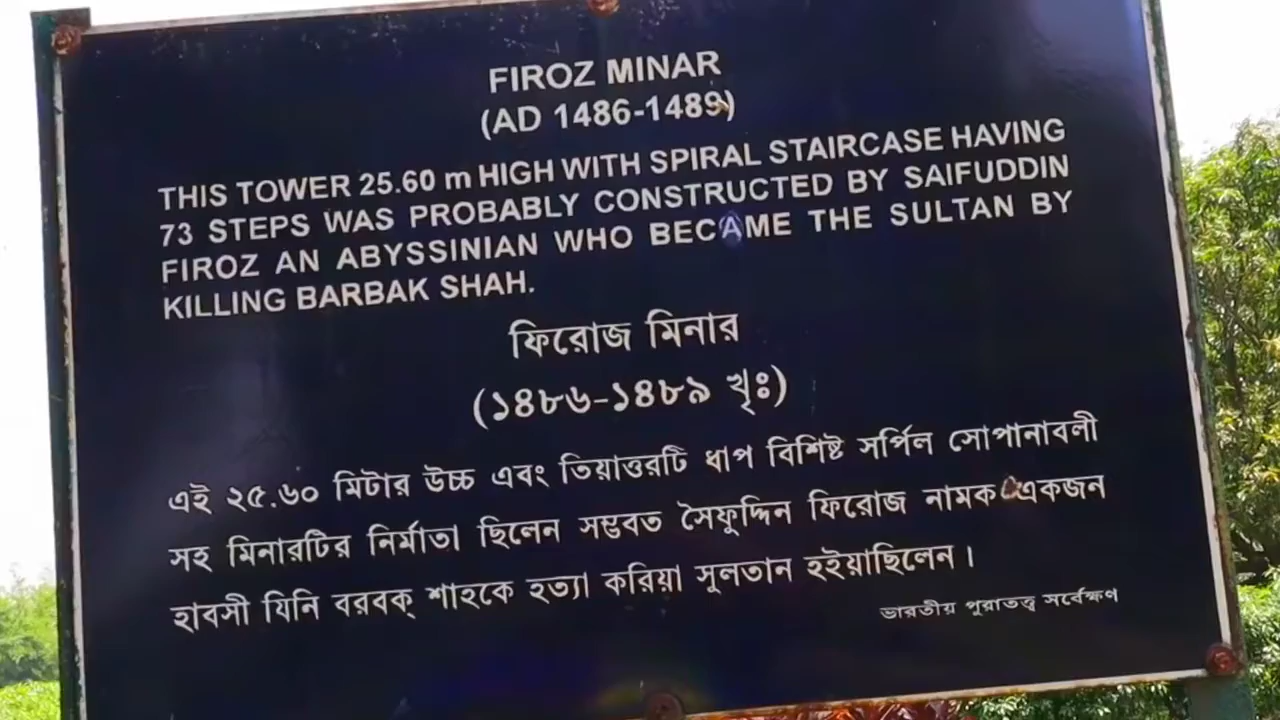 FIROZ MINAR
(AD 1486-1489)
THIS TOWER 25.60 m HIGH WITH SPIRAL STAIRCASE HAVING
73 STEPS WAS PROBABLY CONSTRUCTED BY SAIFUDDIN
FIROZ AN ABYSSINIAN WHO BECAME THE SULTAN BY
KILLING BARBAK SHAH.
ফিরোজ মিনার
(১৪৮৬-১৪৮৯ খৃঃ)
এই ২৫.৬০ মিটার উচ্চ এবং তিয়াত্তরটি ধাপ বিশিষ্ট সর্পিল সোপানাবলী
সহ মিনারটির নির্মাতা ছিলেন সম্ভবত সৈফুদ্দিন ফিরোজ নামক একজন
হাবসী যিনি বরবক্ শাহকে হত্যা করিয়া সুলতান হইয়াছিলেন।
ভারতীয় পুরাতত্ত্ব সর্বেক্ষণ